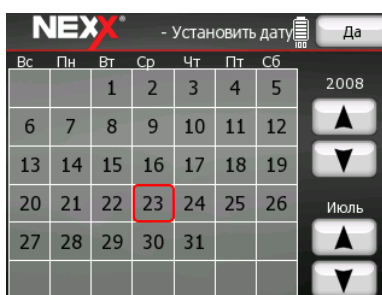 NEXX® - Установить дату 100 Да
Вс Пн Вт Ср Чт Пт Сб
2008
1 2 3 4 5
6 7 8 9 10 11 12
13 14 15 16 17 18 19
20 21 22 23 24 25 26
Июль
27 28 29 30 31